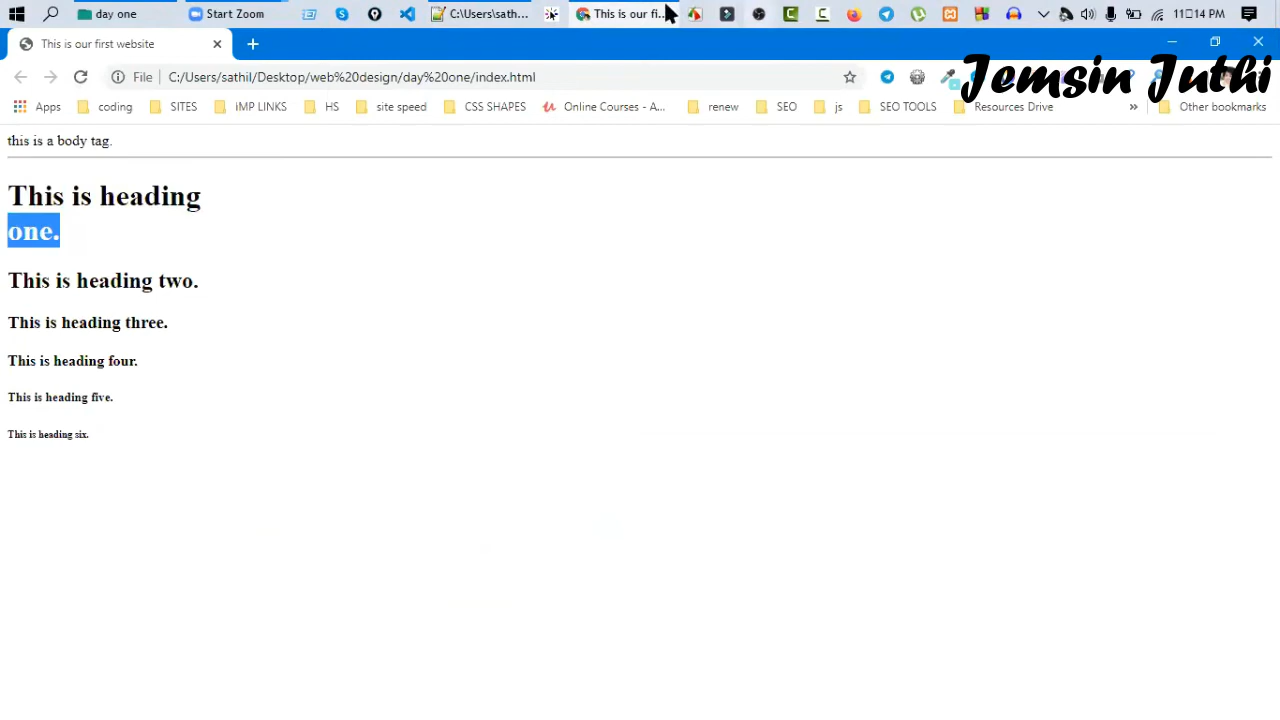 day one
Start Zoom
C:\Users\sath...
This is our fi...
11:14 PM
This is our first website
File
C:/Users/sathil/Desktop/web%20design/day%20one/index.html
Jemsin Juthi
Apps
coding
SITES
IMP LINKS
HS
site speed
CSS SHAPES
Online Courses - A...
renew
SEO
js
SEO TOOLS
Resources Drive
»
Other bookmarks
this is a body tag.
This is heading
one.
This is heading two.
This is heading three.
This is heading four.
This is heading five.
This is heading six.